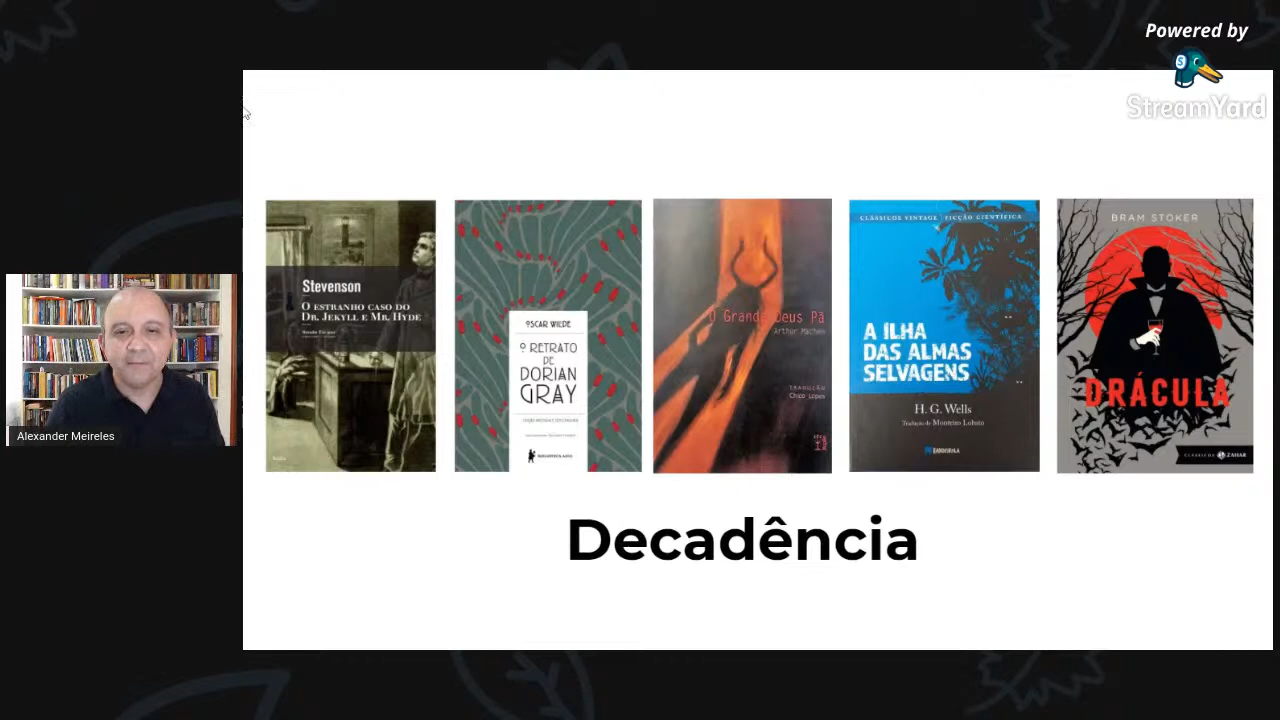 Powered by
StreamYard
Stevenson
O ESTRANHO CASO DO
DR. JEKYLL E MR. HYDE
OSCAR WILDE
O RETRATO
DE
DORIAN
GRAY
O Grande Deus Pã
Arthur Machen
TRADUÇÃO
Chico Lopes
CLÁSSICOS VINTAGE FICÇÃO CIENTÍFICA
A ILHA
DAS ALMAS
SELVAGENS
H. G. Wells
Tradução de Monteiro Lobato
BRAM STOKER
DRÁCULA
CLÁSSICOS ZAHAR
Alexander Meireles
Decadência